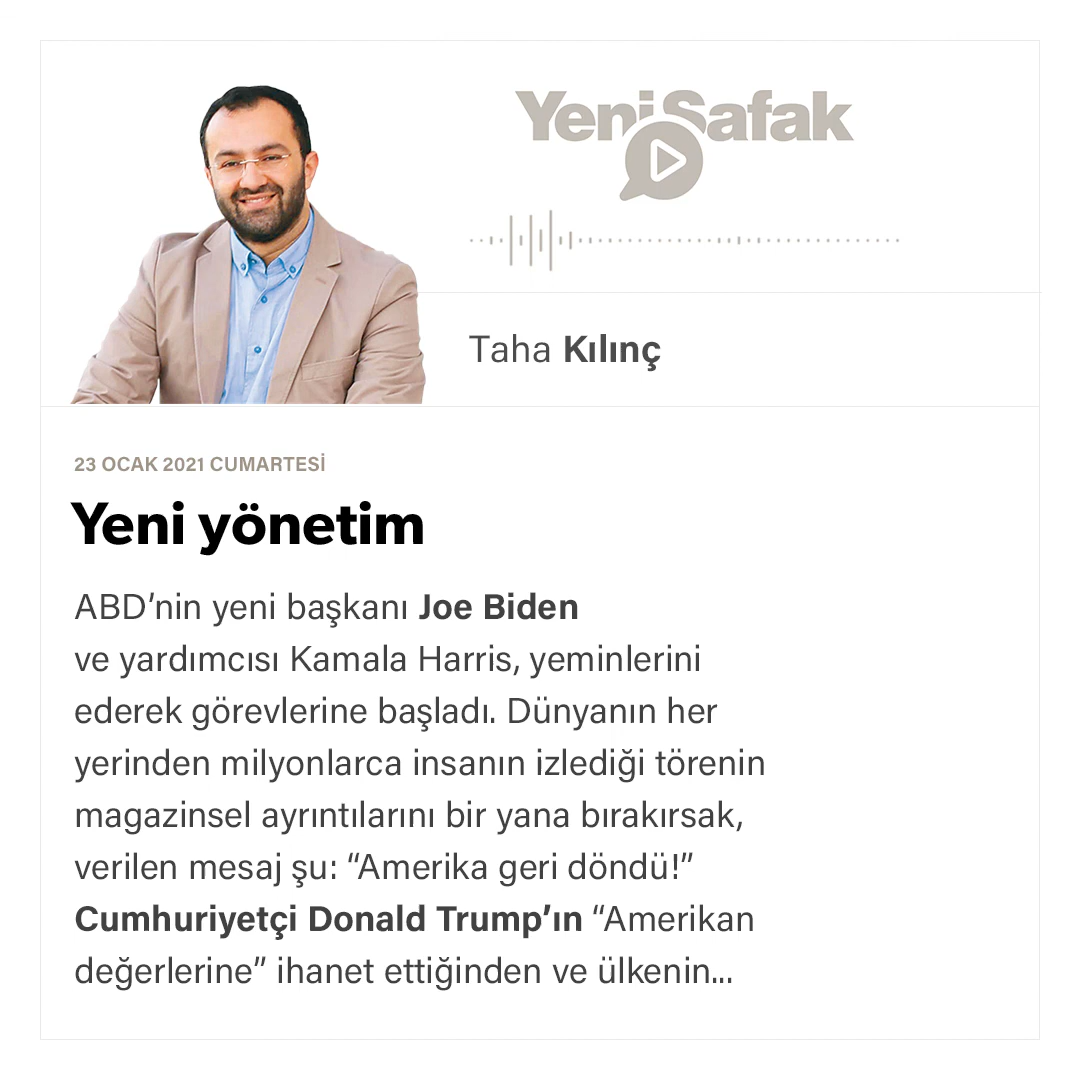 YeniŞafak
Taha Kılınç
23 OCAK 2021 CUMARTESİ
Yeni yönetim
ABD’nin yeni başkanı Joe Biden
ve yardımcısı Kamala Harris, yeminlerini
ederek görevlerine başladı. Dünyanın her
yerinden milyonlarca insanın izlediği törenin
magazinsel ayrıntılarını bir yana bırakırsak,
verilen mesaj şu: “Amerika geri döndü!”
Cumhuriyetçi Donald Trump’ın “Amerikan
değerlerine” ihanet ettiğinden ve ülkenin...